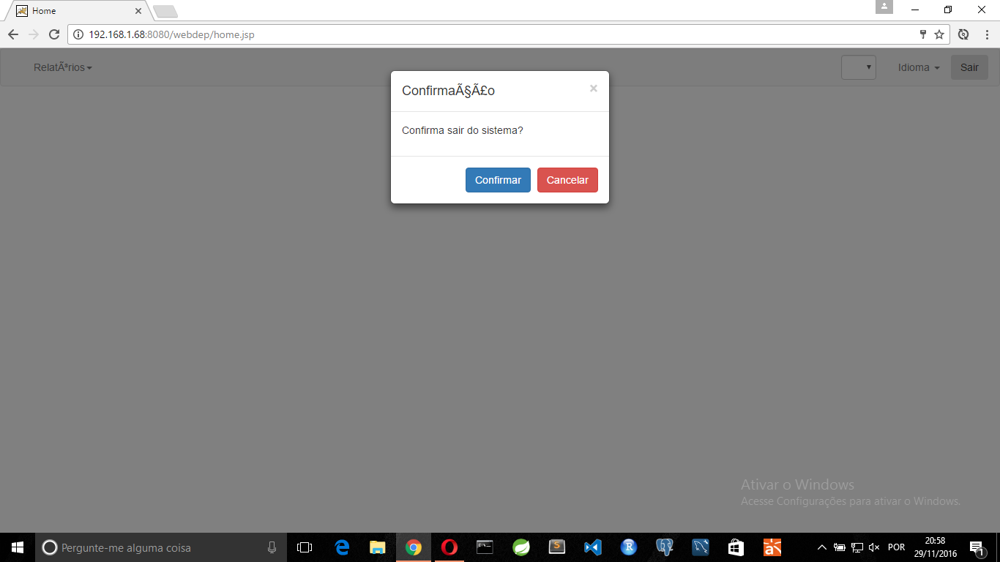 Home
192.168.1.68:8080/webdep/home.jsp
RelatÃ³rios
Idioma
Sair
ConfirmaÃ§Ã£o
×
Confirma sair do sistema?
Confirmar
Cancelar
Ativar o Windows
Acesse Configurações para ativar o Windows.
Pergunte-me alguma coisa
POR
20:58
29/11/2016
1